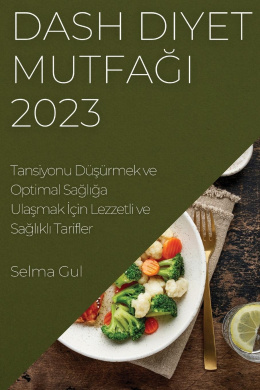 DASH DIYET
MUTFAĞI
2023
Tansiyonu Düşürmek ve
Optimal Sağlığa
Ulaşmak İçin Lezzetli ve
Sağlıklı Tarifler
Selma Gul